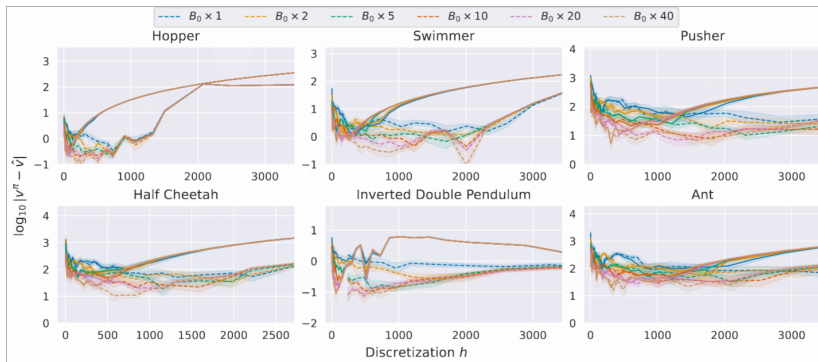 B₀ × 1 B₀ × 2 B₀ × 5 B₀ × 10 B₀ × 20 B₀ × 40
Hopper Swimmer Pusher
3 2 1 0 −1
0 1000 2000 3000
3 2 1 0 −1
0 1000 2000 3000
4 3 2 1 0
0 1000 2000 3000
log₁₀ |v^π − v̂|
Half Cheetah Inverted Double Pendulum Ant
4 3 2 1 0
0 500 1000 1500 2000 2500
1 0 −1 −2
0 1000 2000 3000
4 3 2 1 0
0 1000 2000 3000
Discretization h